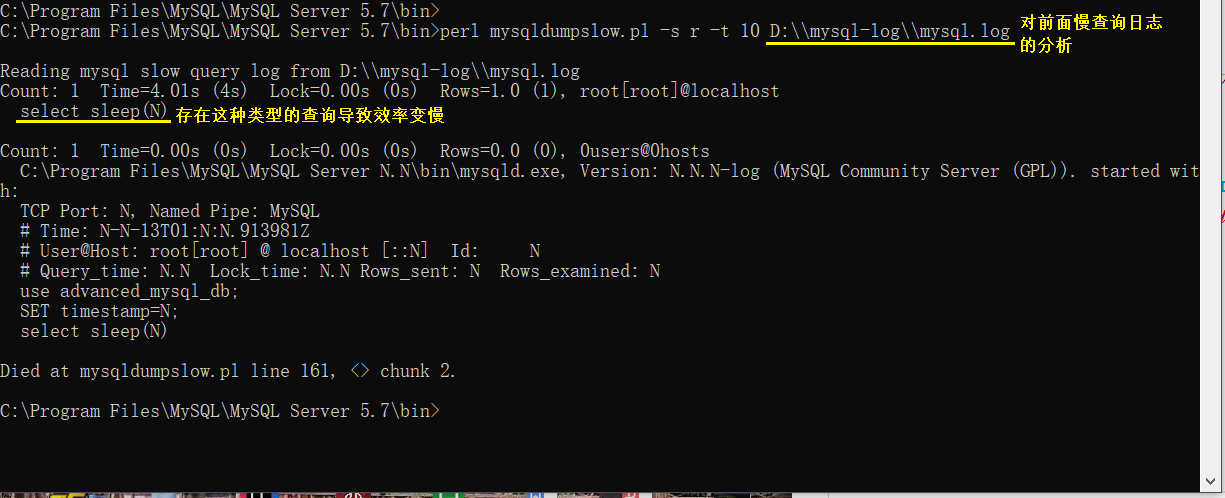 C:\Program Files\MySQL\MySQL Server 5.7\bin>
C:\Program Files\MySQL\MySQL Server 5.7\bin>perl mysqldumpslow.pl -s r -t 10 D:\\mysql-log\\mysql.log
对前面慢查询日志
的分析
Reading mysql slow query log from D:\\mysql-log\\mysql.log
Count: 1  Time=4.01s (4s)  Lock=0.00s (0s)  Rows=1.0 (1), root[root]@localhost
select sleep(N) 存在这种类型的查询导致效率变慢
Count: 1  Time=0.00s (0s)  Lock=0.00s (0s)  Rows=0.0 (0), 0users@0hosts
C:\Program Files\MySQL\MySQL Server N.N\bin\mysqld.exe, Version: N.N.N-log (MySQL Community Server (GPL)). started wit
h:
TCP Port: N, Named Pipe: MySQL
# Time: N-N-13T01:N:N.913981Z
# User@Host: root[root] @ localhost [::N]  Id:     N
# Query_time: N.N  Lock_time: N.N Rows_sent: N  Rows_examined: N
use advanced_mysql_db;
SET timestamp=N;
select sleep(N)
Died at mysqldumpslow.pl line 161, <> chunk 2.
C:\Program Files\MySQL\MySQL Server 5.7\bin>